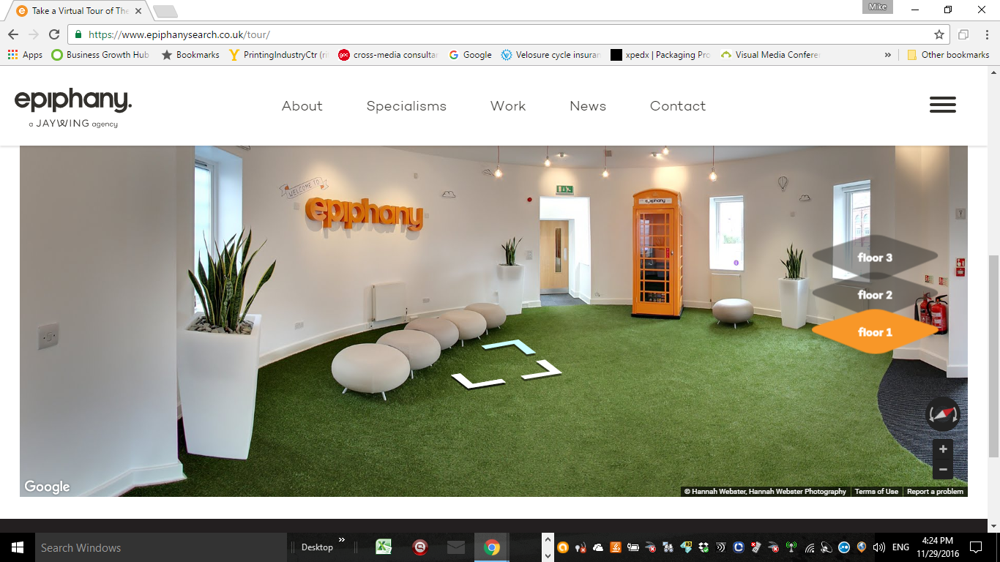 Take a Virtual Tour of The
Mike
https://www.epiphanysearch.co.uk/tour/
Apps
Business Growth Hub
Bookmarks
PrintingIndustryCtr (ri
cross-media consultan
Google
Velosure cycle insuran
xpedx | Packaging Pro
Visual Media Conferen
»
Other bookmarks
epiphany.
a JAYWING agency
About
Specialisms
Work
News
Contact
WELCOME TO
epiphany
epiphany
floor 3
floor 2
floor 1
+
−
Google
© Hannah Webster, Hannah Webster Photography
Terms of Use
Report a problem
Search Windows
Desktop
»
ENG
4:24 PM
11/29/2016